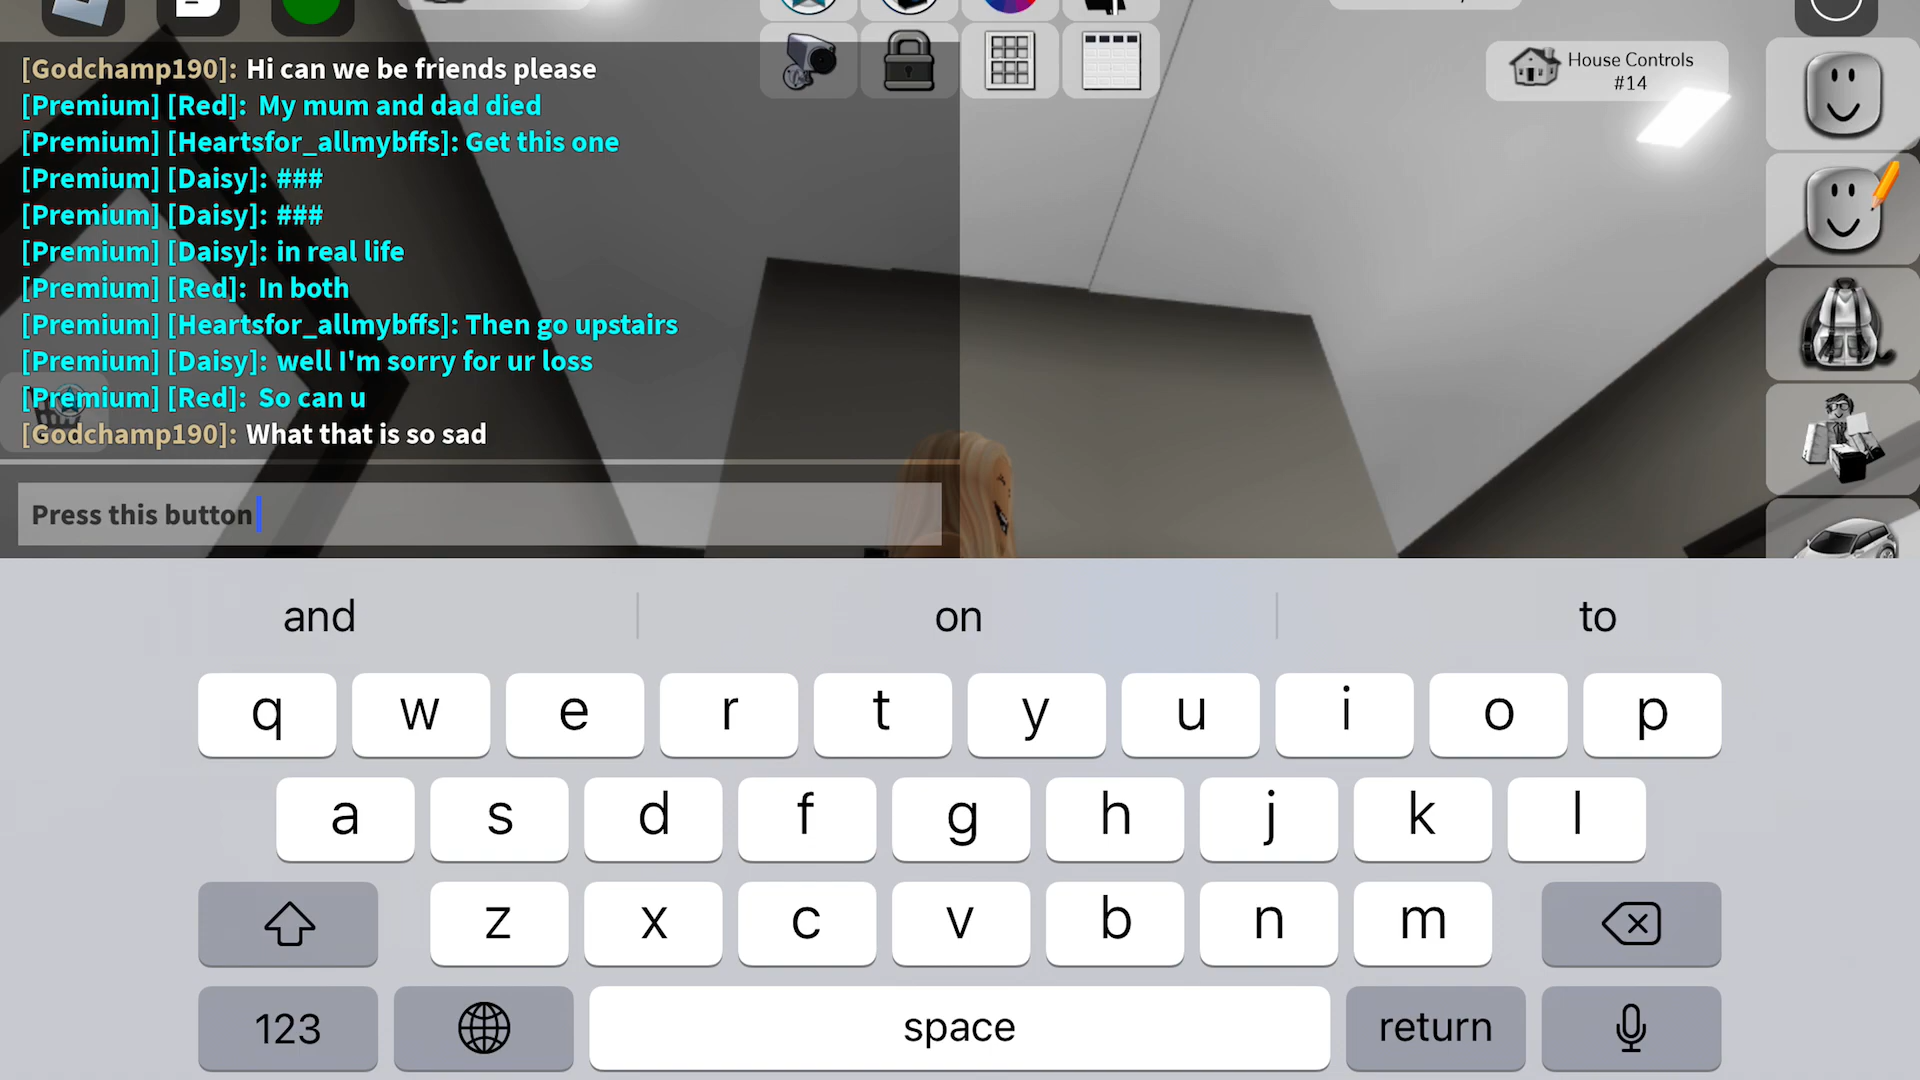 [Godchamp190]: Hi can we be friends please
[Premium] [Red]: My mum and dad died
[Premium] [Heartsfor_allmybffs]: Get this one
[Premium] [Daisy]: ###
[Premium] [Daisy]: ###
[Premium] [Daisy]: in real life
[Premium] [Red]: In both
[Premium] [Heartsfor_allmybffs]: Then go upstairs
[Premium] [Daisy]: well I'm sorry for ur loss
[Premium] [Red]: So can u
[Godchamp190]: What that is so sad
Press this button
House Controls
#14
and on to
q w e r t y u i o p
a s d f g h j k l
z x c v b n m
123 space return